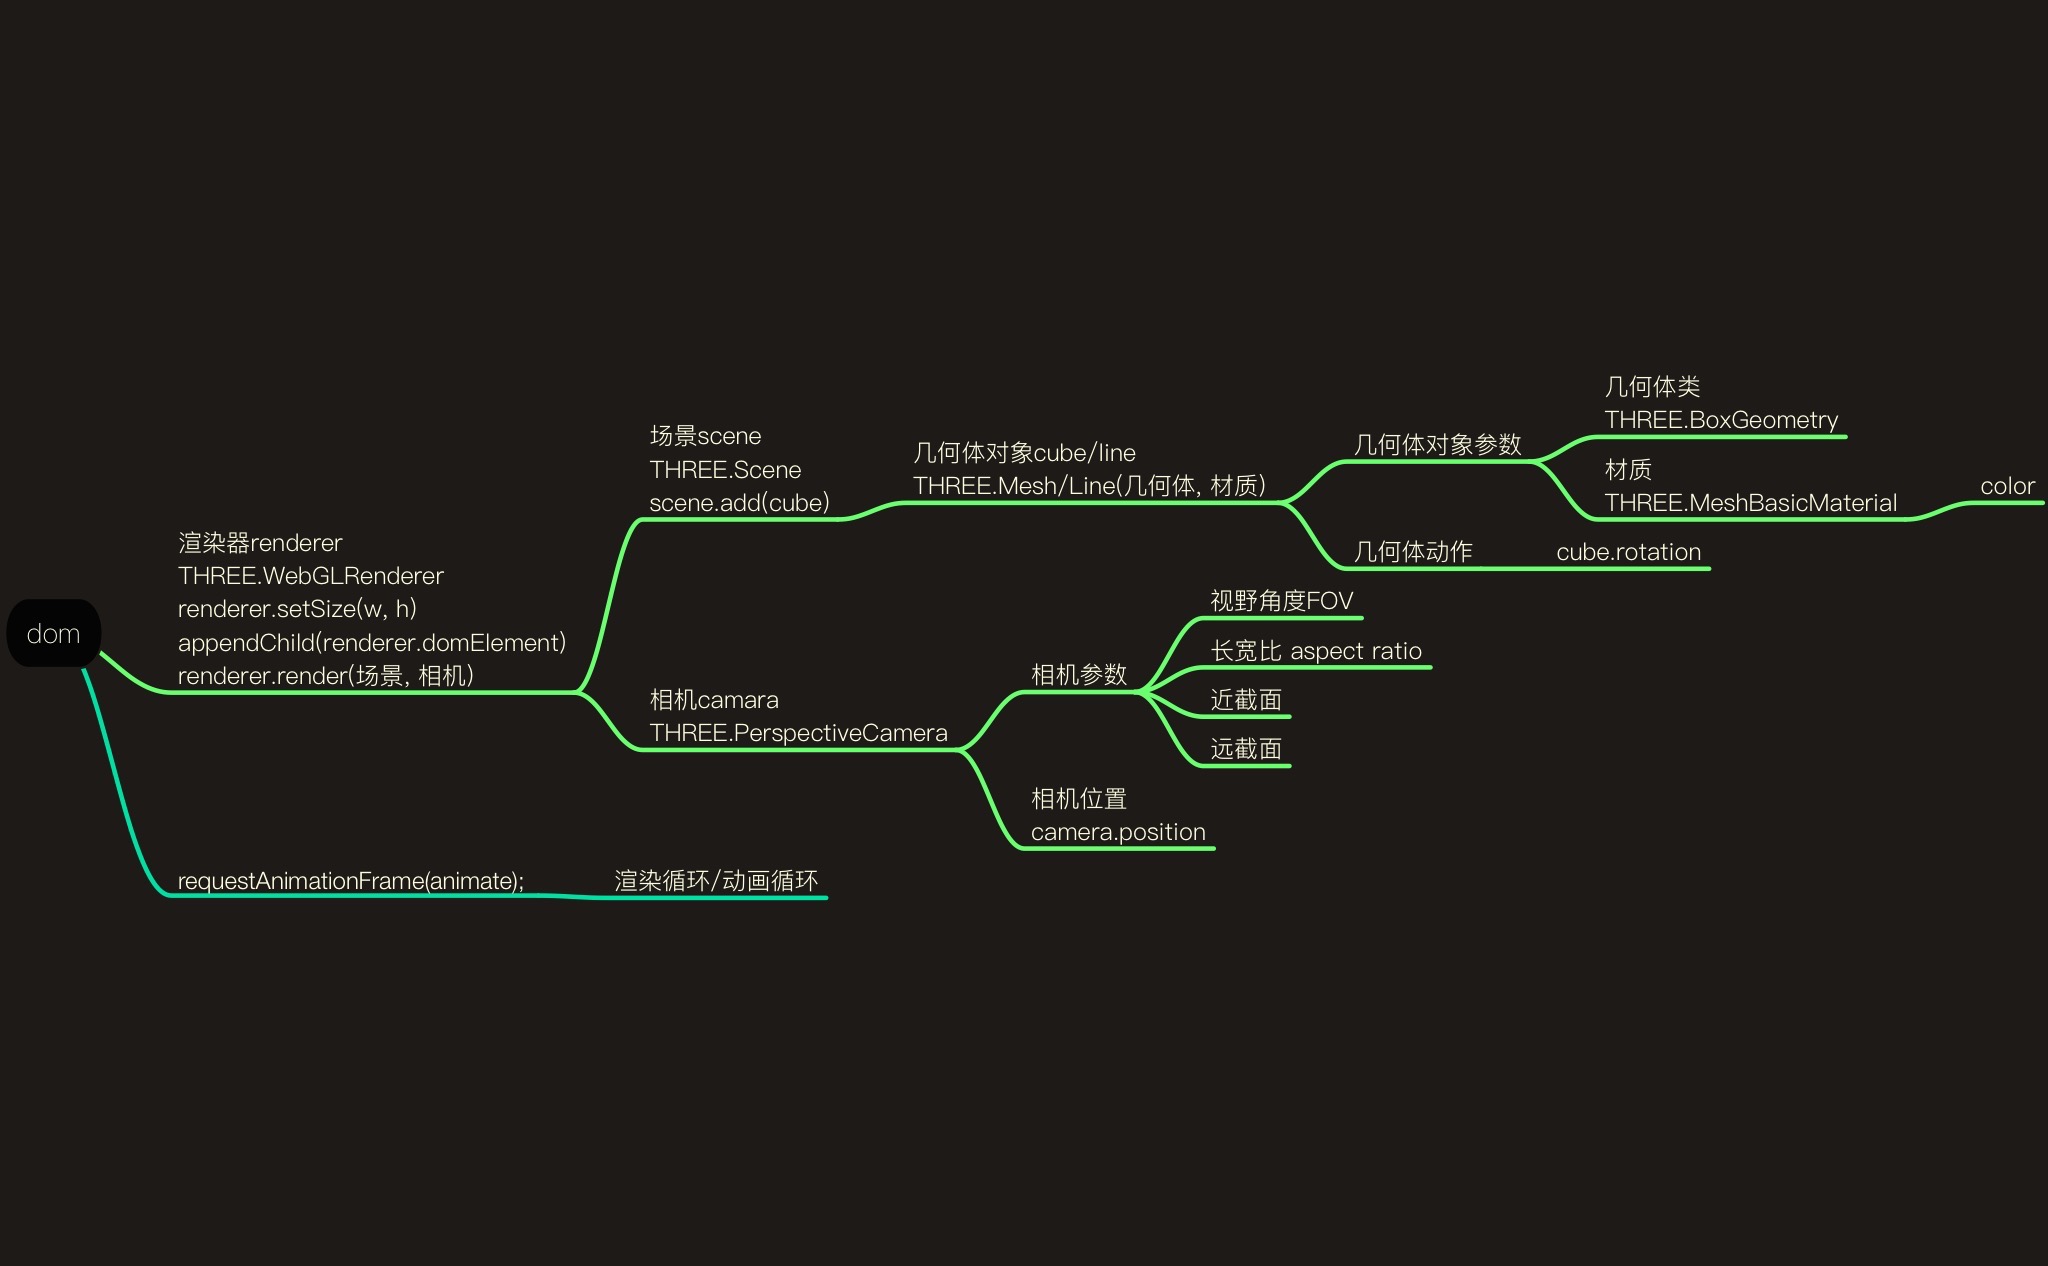 dom
渲染器renderer
THREE.WebGLRenderer
renderer.setSize(w, h)
appendChild(renderer.domElement)
renderer.render(场景, 相机)
场景scene
THREE.Scene
scene.add(cube)
几何体对象cube/line
THREE.Mesh/Line(几何体, 材质)
几何体对象参数
几何体类
THREE.BoxGeometry
材质
THREE.MeshBasicMaterial
color
几何体动作
cube.rotation
相机camara
THREE.PerspectiveCamera
相机参数
视野角度FOV
长宽比 aspect ratio
近截面
远截面
相机位置
camera.position
requestAnimationFrame(animate);
渲染循环/动画循环